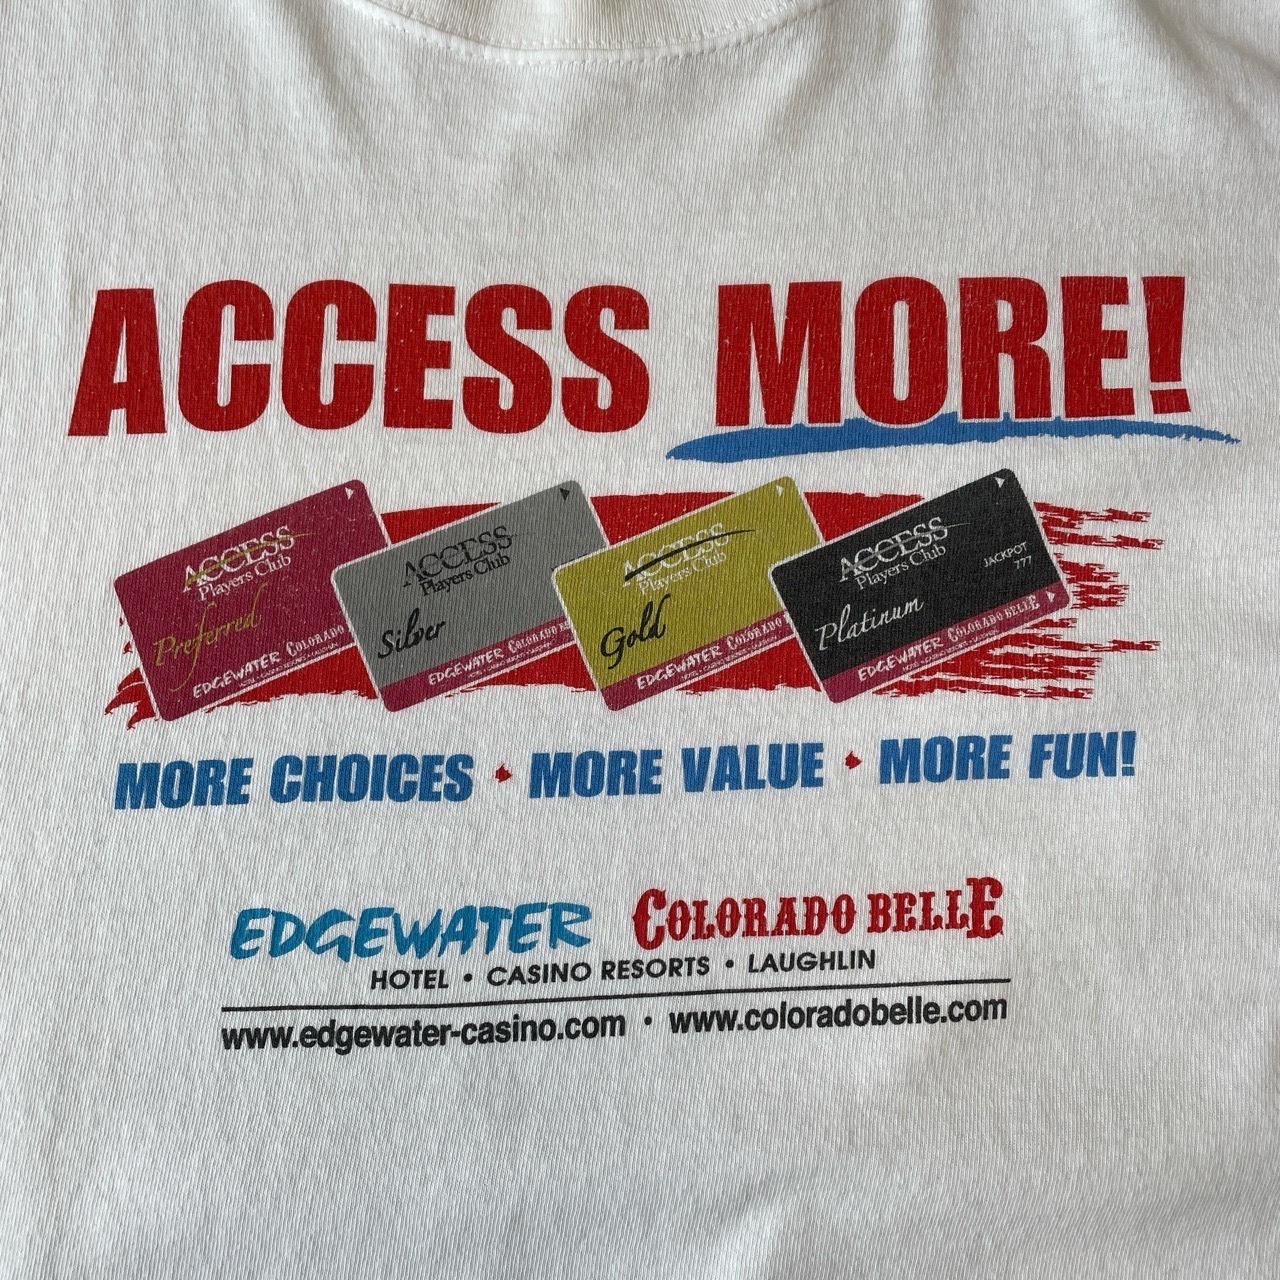 ACCESS MORE!
ACCESS
Players Club
Preferred
EDGEWATER COLORADO
ACCESS
Players Club
Silver
EDGEWATER COLORADO
ACCESS
Players Club
Gold
EDGEWATER COLORADO
ACCESS
Players Club
JACKPOT
777
Platinum
EDGEWATER COLORADO BELLE
MORE CHOICES • MORE VALUE • MORE FUN!
EDGEWATER COLORADO BELLE
HOTEL • CASINO RESORTS • LAUGHLIN
www.edgewater-casino.com • www.coloradobelle.com